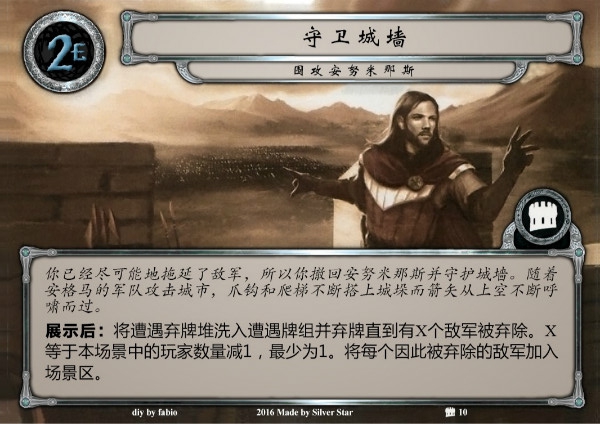 2E
守卫城墙
围攻安努米那斯
你已经尽可能地拖延了敌军，所以你撤回安努米那斯并守护城墙。随着
安格马的军队攻击城市，爪钩和爬梯不断搭上城垛而箭矢从上空不断呼
啸而过。
展示后：将遭遇弃牌堆洗入遭遇牌组并弃牌直到有X个敌军被弃除。X
等于本场景中的玩家数量减1，最少为1。将每个因此被弃除的敌军加入
场景区。
diy by fabio
2016 Made by Silver Star
10